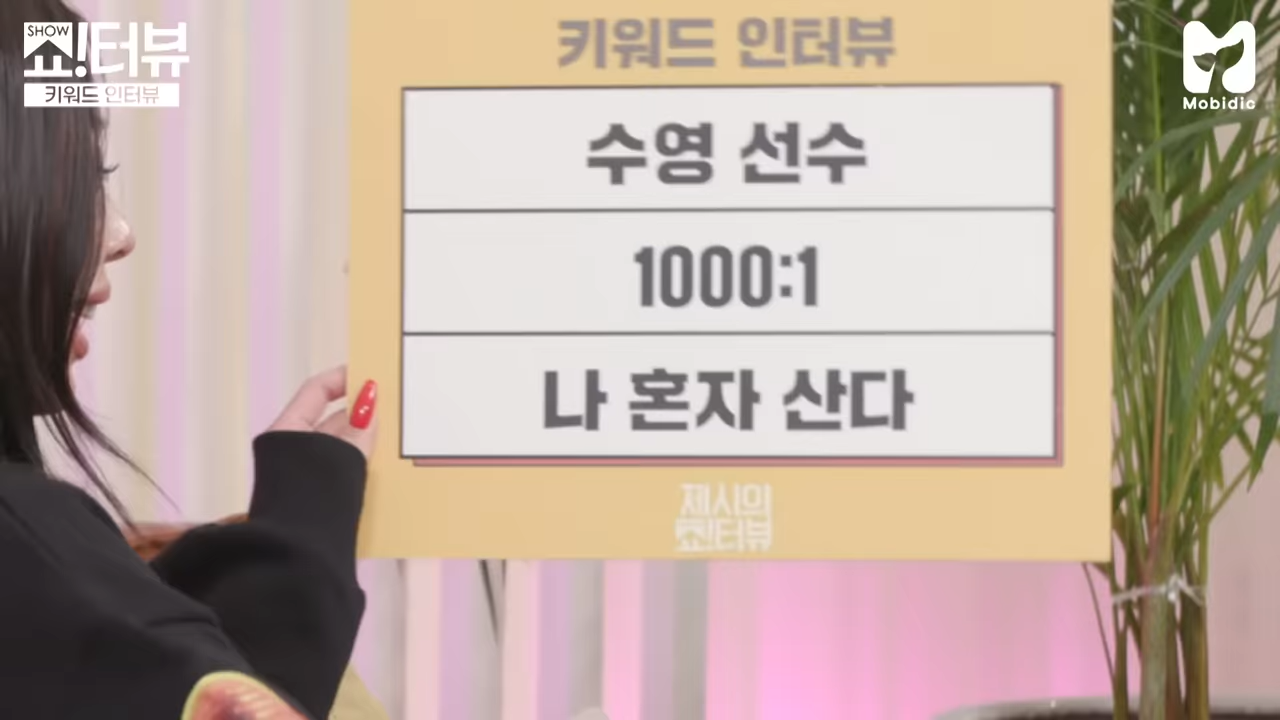 SHOW
쇼!터뷰
키워드 인터뷰
Mobidic
키워드 인터뷰
수영 선수
1000:1
나 혼자 산다
제시의
쇼!터뷰